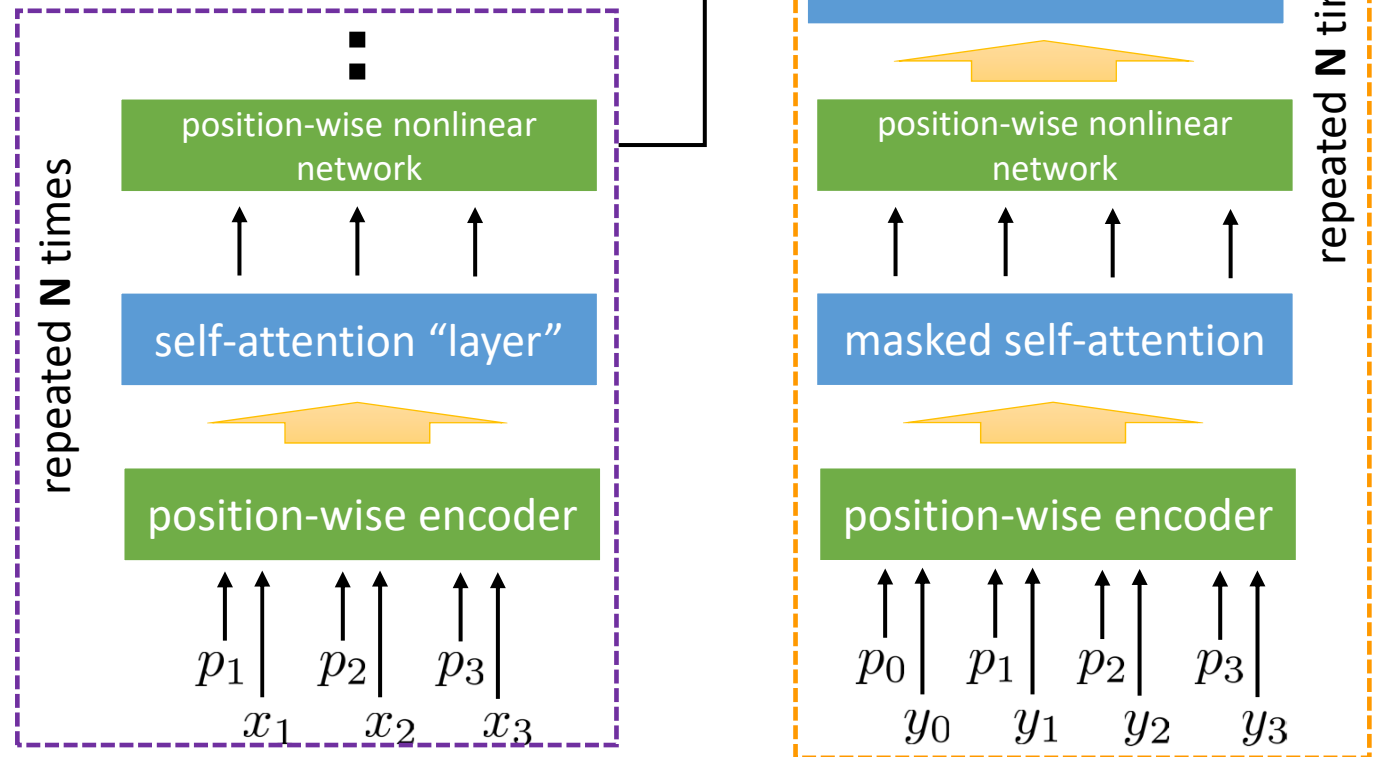 position-wise nonlinear
network
repeated N times
self-attention “layer”
position-wise encoder
p1 p2 p3
x1 x2 x3
position-wise nonlinear
network
repeated N tim
masked self-attention
position-wise encoder
p0 p1 p2 p3
y0 y1 y2 y3